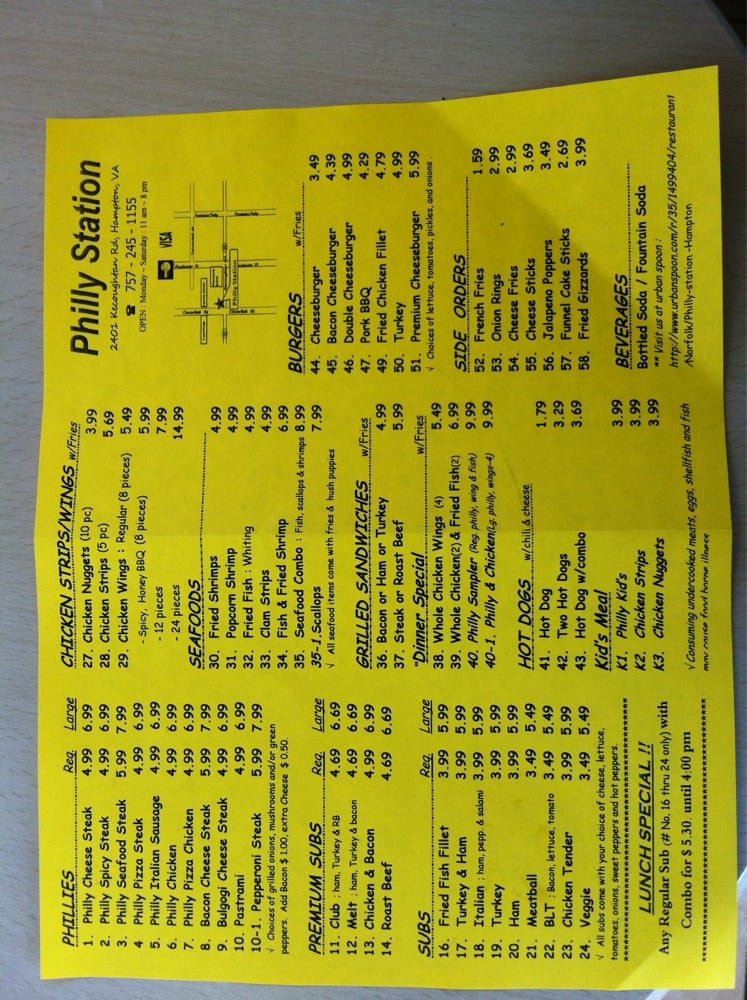 PHILLIES Reg. Large
1. Philly Cheese Steak 4.99 6.99
2. Philly Spicy Steak 4.99 6.99
3. Philly Seafood Steak 5.99 7.99
4 Philly Pizza Steak 4.99 6.99
5. Philly Italian Sausage 4.99 6.99
6. Philly Chicken 4.99 6.99
7. Philly Pizza Chicken 4.99 6.99
8. Bacon Cheese Steak 5.99 7.99
9. Bulgogi Cheese Steak 4.99 6.99
10. Pastrami 4.99 6.99
10-1. Pepperoni Steak 5.99 7.99
√ Choices of grilled onions, mushrooms and/or green
peppers. Add Bacon $ 1.00, extra Cheese $ 0.50.
PREMIUM SUBS Reg. Large
11. Club : ham, Turkey & RB 4.69 6.69
12. Melt : ham, Turkey & bacon 4.69 6.69
13. Chicken & Bacon 4.99 6.99
14. Roast Beef 4.69 6.69
SUBS Reg. Large
16. Fried Fish Fillet 3.99 5.99
17. Turkey & Ham 3.99 5.99
18. Italian : ham, pepp. & salami 3.99 5.99
19. Turkey 3.99 5.99
20. Ham 3.99 5.99
21. Meatball 3.49 5.49
22. BLT : Bacon, lettuce, tomato 3.49 5.49
23. Chicken Tender 3.99 5.99
24. Veggie 3.49 5.49
√ All subs come with your choice of cheese, lettuce,
tomatoes, onions, sweet peppers and hot peppers.
LUNCH SPECIAL !!
Any Regular Sub (# No. 16 thru 24 only) with
Combo for $ 5.30. until 4:00 pm
CHICKEN STRIPS/WINGS w/Fries
27. Chicken Nuggets (10 pc) 3.99
28. Chicken Strips (5 pc) 5.69
29. Chicken Wings : Regular (8 pieces) 5.49
- Spicy, Honey BBQ (8 pieces) 5.99
- 12 pieces 7.99
- 24 pieces 14.99
SEAFOODS
30. Fried Shrimps 4.99
31. Popcorn Shrimp 4.99
32. Fried Fish : Whiting 4.99
33. Clam Strips 4.99
34. Fish & Fried Shrimp 6.99
35. Seafood Combo : Fish, scallops & shrimps 8.99
35-1. Scallops 7.99
√ All seafood items come with fries & hush puppies
GRILLED SANDWICHES w/Fries
36. Bacon or Ham or Turkey 4.99
37. Steak or Roast Beef 5.99
"Dinner Special w/Fries
38. Whole Chicken Wings (4) 5.49
39. Whole Chicken(2) & Fried Fish(2) 6.99
40. Philly Sampler (Reg. philly, wing & fish) 9.99
40-1. Philly & Chicken(Lg. philly, wings-4) 9.99
HOT DOGS w/chili & cheese
41. Hot Dog 1.79
42. Two Hot Dogs 3.29
43. Hot Dog w/combo 3.69
Kid's Meal
K1. Philly Kid's 3.99
K2. Chicken Strips 3.99
K3. Chicken Nuggets 3.99
√ Consuming undercooked meats, eggs, shellfish and fish
may cause food borne illness
Philly Station
2401 Kecoughtan Rd, Hampton, VA
☎ 757 - 245 - 1155
OPEN : Monday ~ Saturday : 11 am ~ 8 pm
VISA
Philly Station
BURGERS w/Fries
44. Cheeseburger 3.49
45. Bacon Cheeseburger 4.39
46. Double Cheeseburger 4.99
47. Pork BBQ 4.29
49. Fried Chicken Fillet 4.79
50. Turkey 4.99
51. Premium Cheeseburger 5.99
√ Choices of lettuce, tomatoes, pickles, and onions.
SIDE ORDERS
52. French Fries 1.59
53. Onion Rings 2.99
54. Cheese Fries 2.99
55. Cheese Sticks 3.69
56. Jalapeno Poppers 3.49
57. Funnel Cake Sticks 2.69
58. Fried Gizzards 3.99
BEVERAGES
Bottled Soda / Fountain Soda
** Visit us at urban spoon :
http://www.urbanspoon.com/r/35/1499404/restaurant
/Norfolk/Philly-station -Hampton